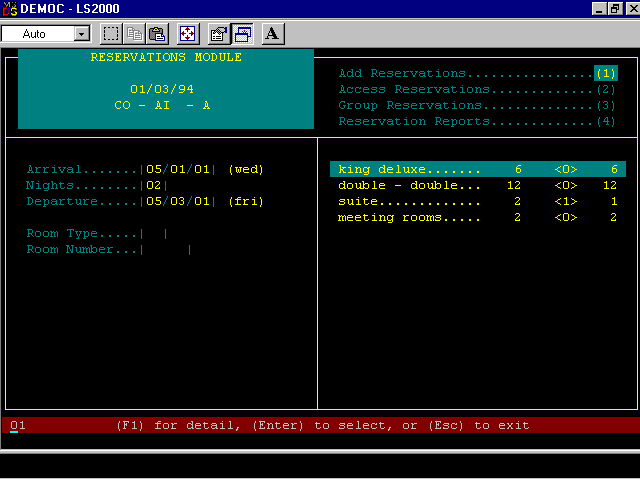 DEMOC - LS2000
Auto
A
RESERVATIONS MODULE
01/03/94
CO - AI - A
Add Reservations...............(1)
Access Reservations............(2)
Group Reservations.............(3)
Reservation Reports............(4)
Arrival.......|05/01/01| (wed)
Nights........|02|
Departure.....|05/03/01| (fri)
Room Type.....|  |
Room Number...|     |
king deluxe....... 6 <0> 6
double - double... 12 <0> 12
suite............. 2 <1> 1
meeting rooms..... 2 <0> 2
01 (F1) for detail, (Enter) to select, or (Esc) to exit